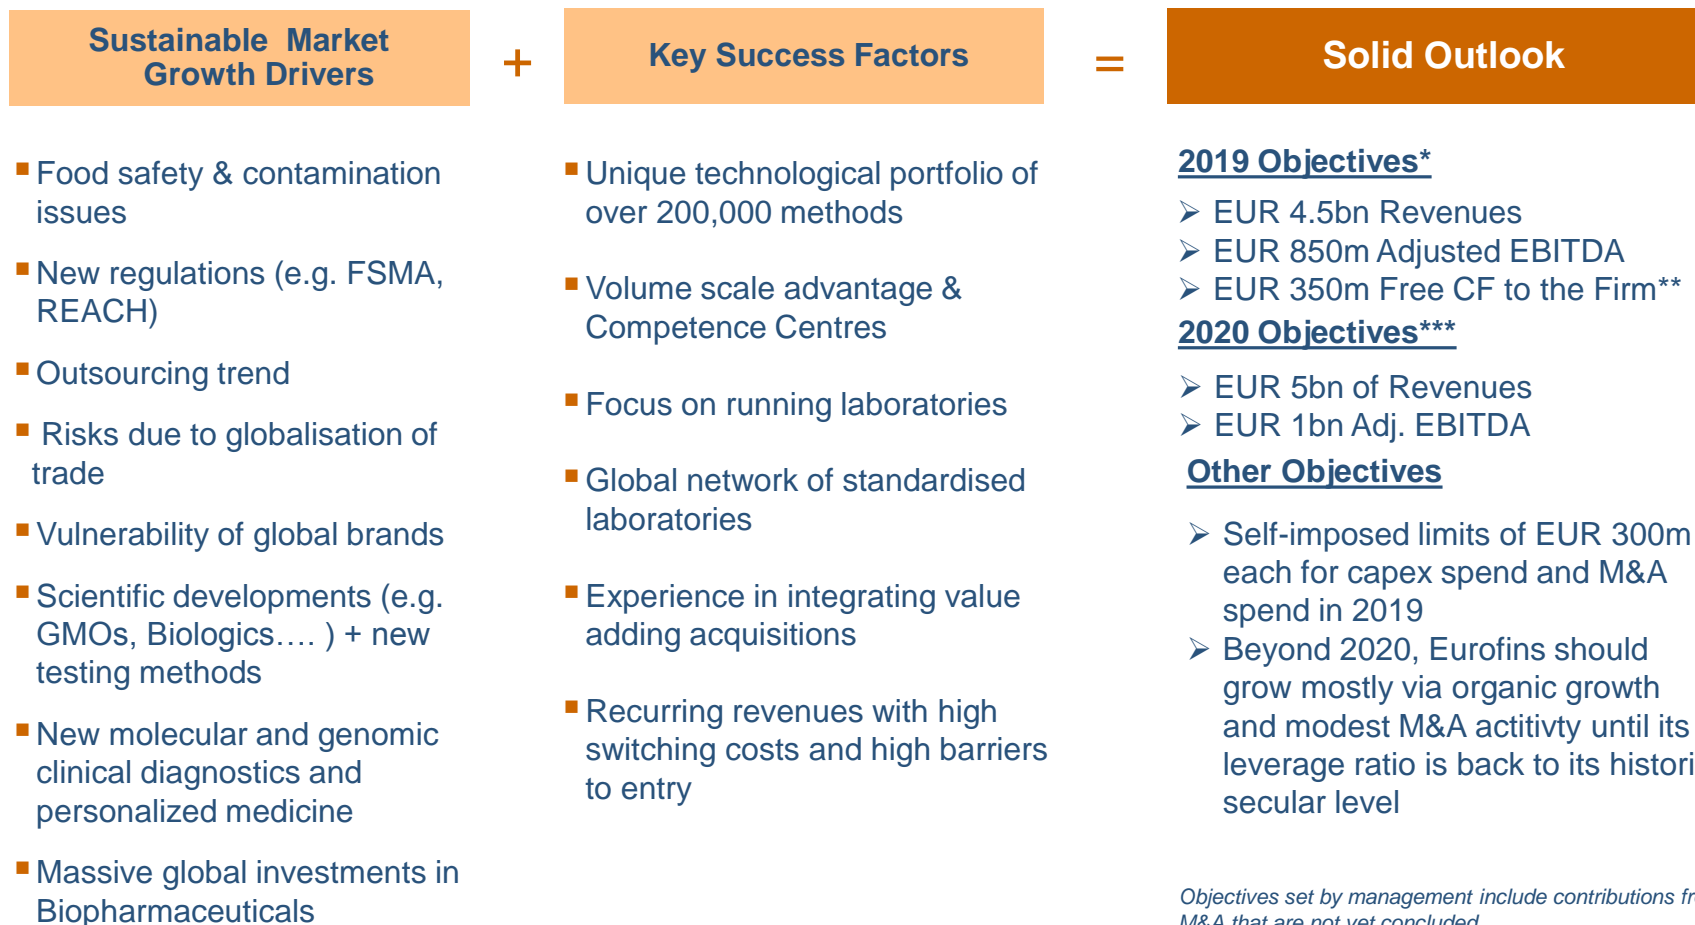 Sustainable Market
Growth Drivers
+
Key Success Factors
=
Solid Outlook
Food safety & contamination
issues
New regulations (e.g. FSMA,
REACH)
Outsourcing trend
Risks due to globalisation of
trade
Vulnerability of global brands
Scientific developments (e.g.
GMOs, Biologics…. ) + new
testing methods
New molecular and genomic
clinical diagnostics and
personalized medicine
Massive global investments in
Biopharmaceuticals
Unique technological portfolio of
over 200,000 methods
Volume scale advantage &
Competence Centres
Focus on running laboratories
Global network of standardised
laboratories
Experience in integrating value
adding acquisitions
Recurring revenues with high
switching costs and high barriers
to entry
2019 Objectives*
EUR 4.5bn Revenues
EUR 850m Adjusted EBITDA
EUR 350m Free CF to the Firm**
2020 Objectives***
EUR 5bn of Revenues
EUR 1bn Adj. EBITDA
Other Objectives
Self-imposed limits of EUR 300m
each for capex spend and M&A
spend in 2019
Beyond 2020, Eurofins should
grow mostly via organic growth
and modest M&A actitivty until its
leverage ratio is back to its
secular level
Objectives set by management include contributions
M&A that are not yet concluded